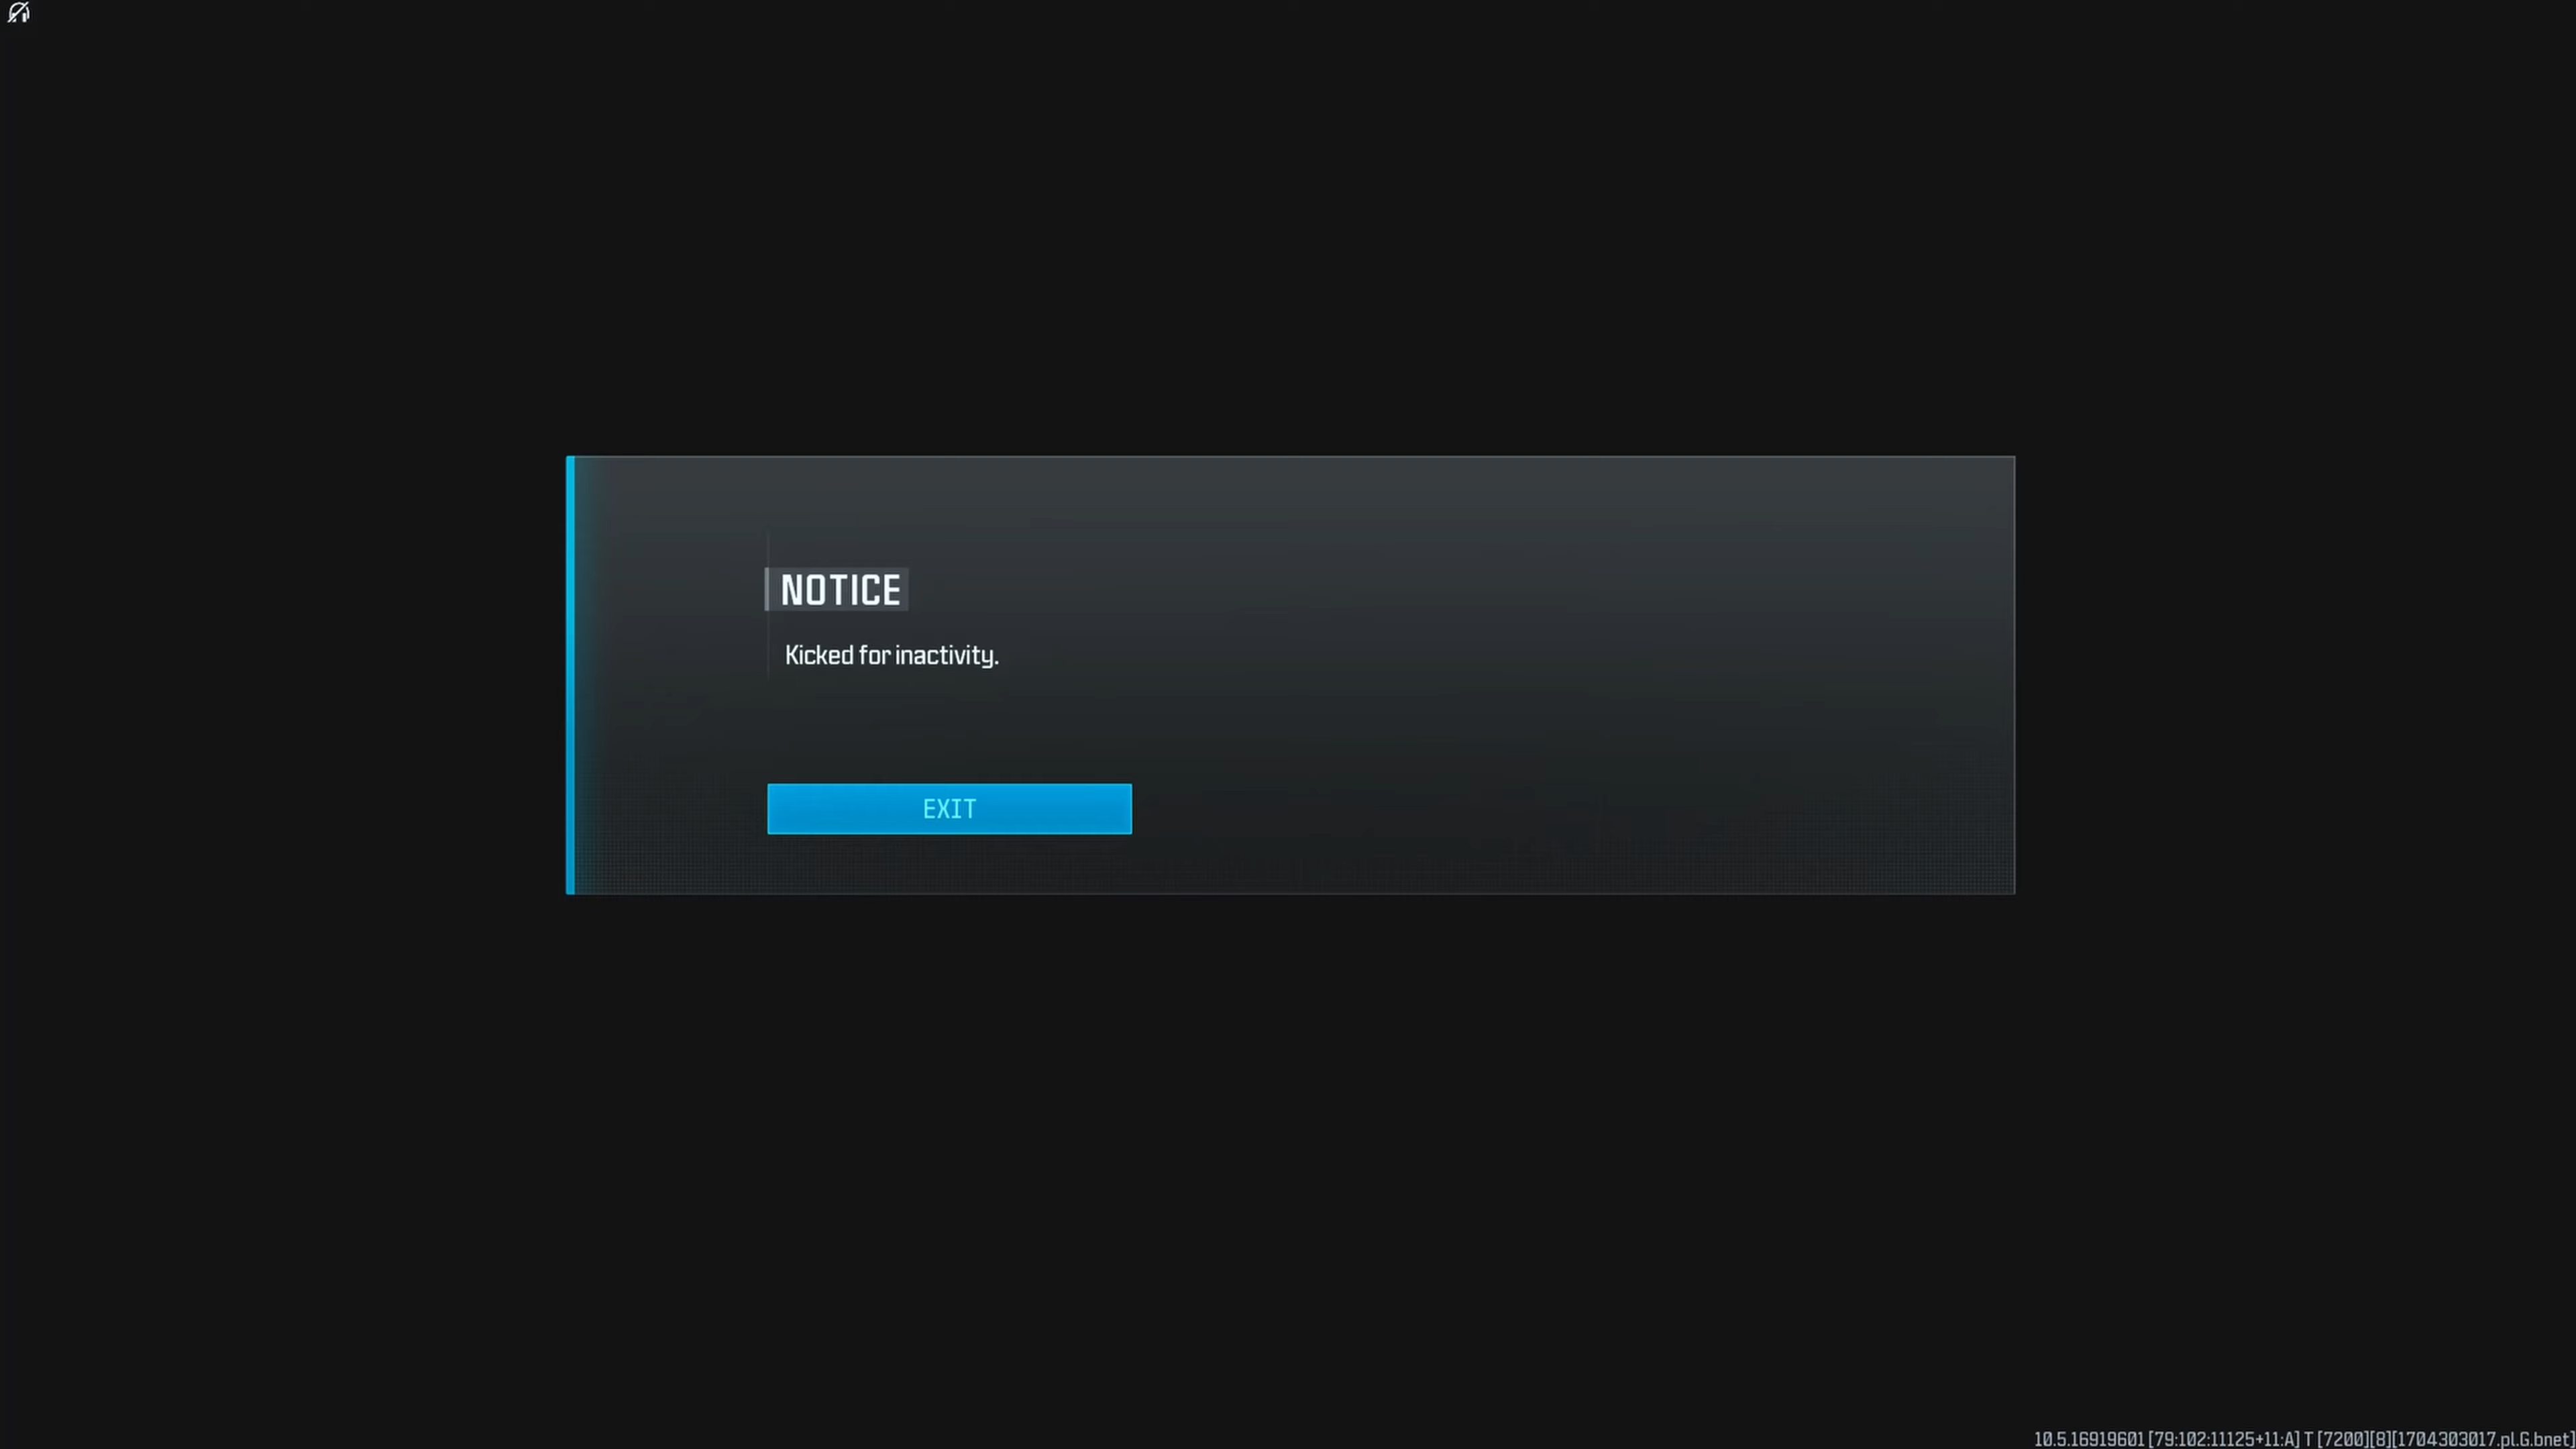 NOTICE
Kicked for inactivity.
EXIT
10.5.16919601 [79:102:11125+11:A] T [7200][8][1704303017.pl.G.bnet]